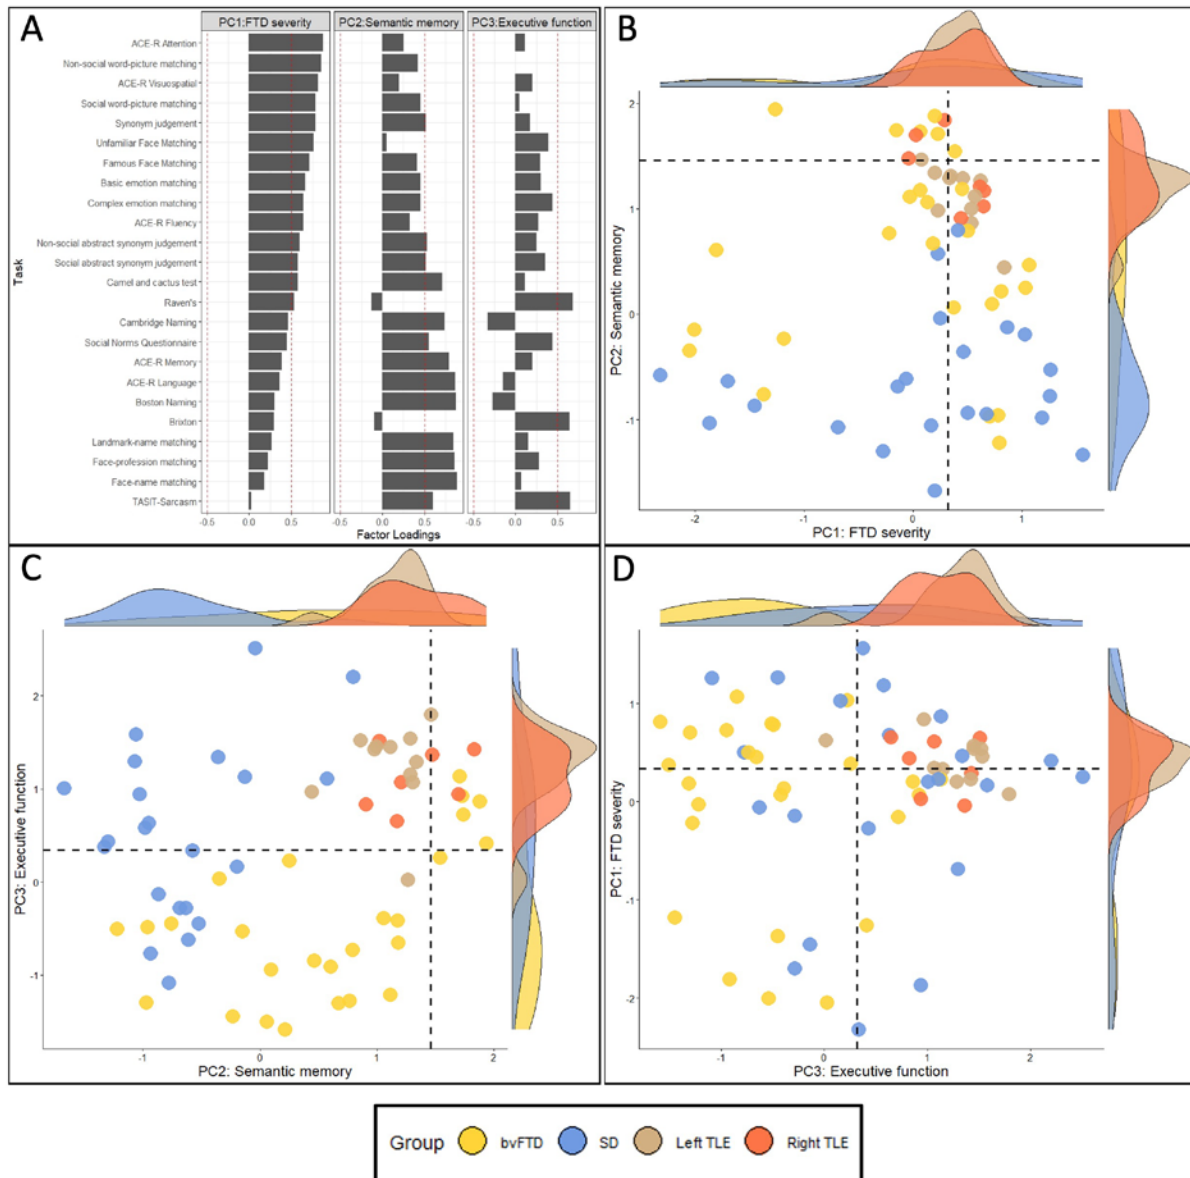 A
PC1:FTD severity PC2:Semantic memory PC3:Executive function
ACE-R Attention
Non-social word-picture matching
ACE-R Visuospatial
Social word-picture matching
Synonym judgement
Unfamiliar Face Matching
Famous Face Matching
Basic emotion matching
Complex emotion matching
ACE-R Fluency
Non-social abstract synonym judgement
Social abstract synonym judgement
Camel and cactus test
Raven's
Cambridge Naming
Social Norms Questionnaire
ACE-R Memory
ACE-R Language
Boston Naming
Brixton
Landmark-name matching
Face-profession matching
Face-name matching
TASIT-Sarcasm
Task
-0.5 0.0 0.5 -0.5 0.0 0.5 -0.5 0.0 0.5
Factor Loadings
B
2
1
0
-1
PC2: Semantic memory
-2 -1 0 1
PC1: FTD severity
C
2
1
0
-1
PC3: Executive function
-1 0 1 2
PC2: Semantic memory
D
1
0
-1
-2
PC1: FTD severity
-1 0 1 2
PC3: Executive function
Group bvFTD SD Left TLE Right TLE